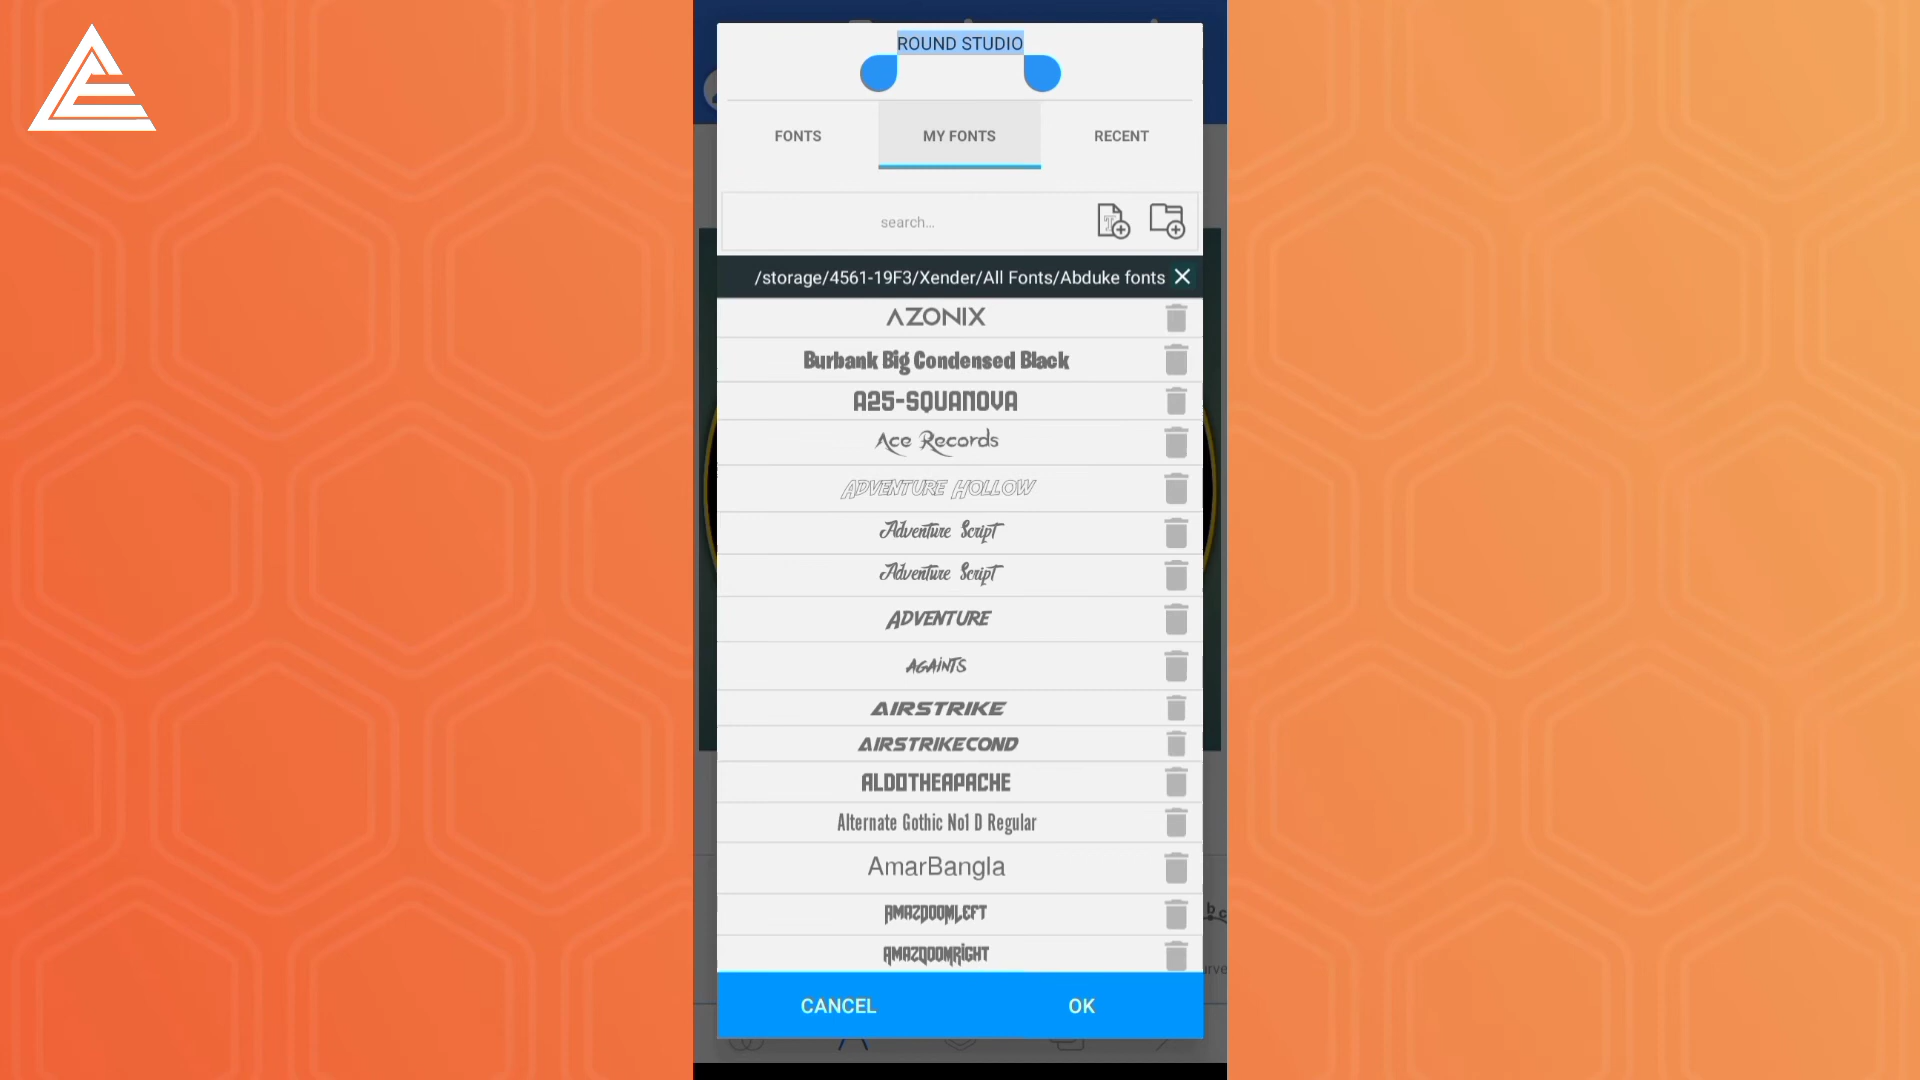 ROUND STUDIO
FONTS
MY FONTS
RECENT
search...
/storage/4561-19F3/Xender/All Fonts/Abduke fonts
AZONIX
Burbank Big Condensed Black
A25-SQUANOVA
Ace Records
ADVENTURE HOLLOW
Adventure Script
Adventure Script
ADVENTURE
AGAiNTS
AIRSTRIKE
AIRSTRIKECOND
ALDOTHEAPACHE
Alternate Gothic No1 D Regular
AmarBangla
AMAZDOOMLEFT
AMAZDOOMRiGHT
CANCEL
OK